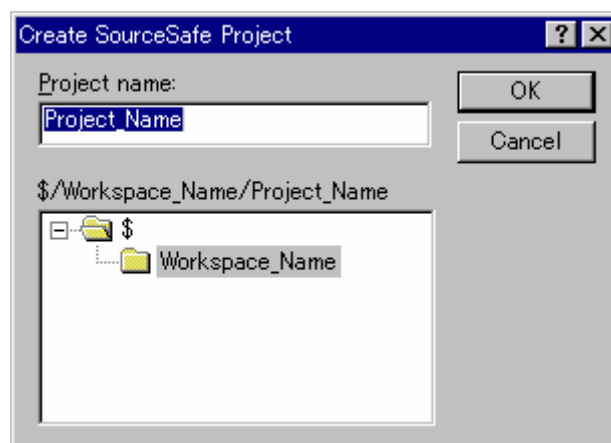 Create SourceSafe Project
Project name:
OK
Project_Name
Cancel
$/Workspace_Name/Project_Name
$
Workspace_Name